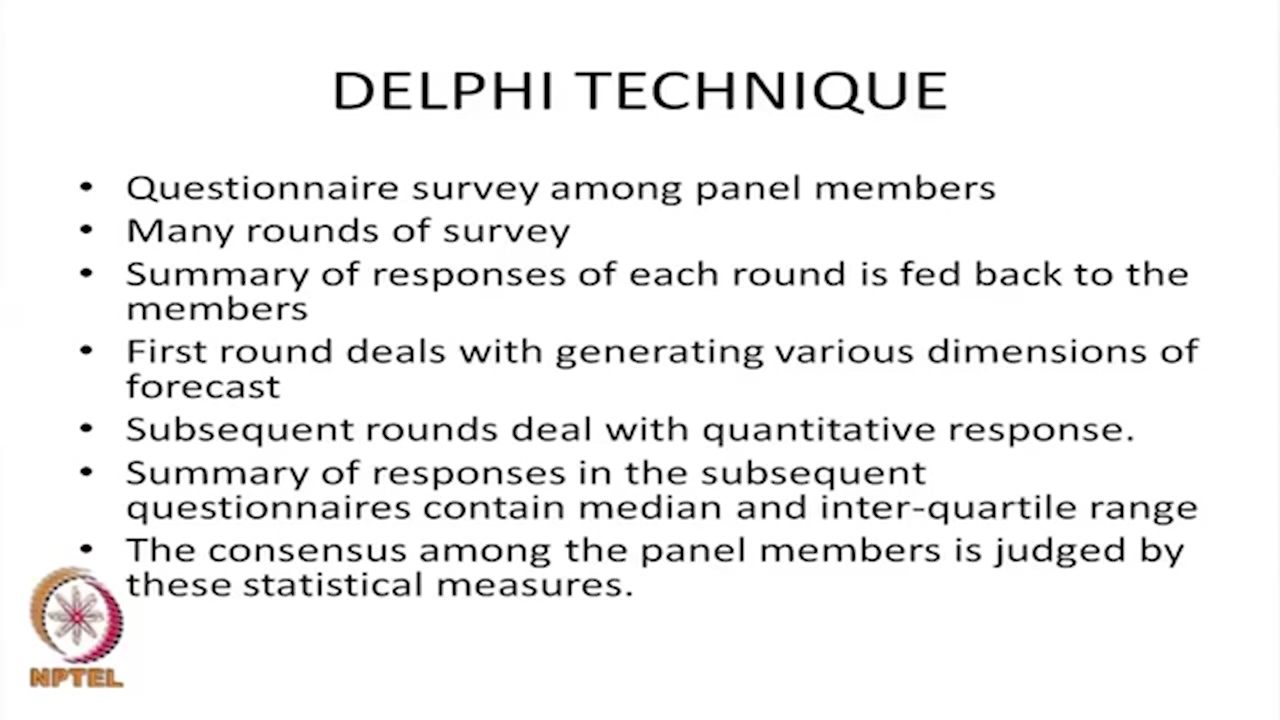 DELPHI TECHNIQUE
• Questionnaire survey among panel members
• Many rounds of survey
• Summary of responses of each round is fed back to the
members
• First round deals with generating various dimensions of
forecast
• Subsequent rounds deal with quantitative response.
• Summary of responses in the subsequent
questionnaires contain median and inter-quartile range
• The consensus among the panel members is judged by
these statistical measures.
NPTEL